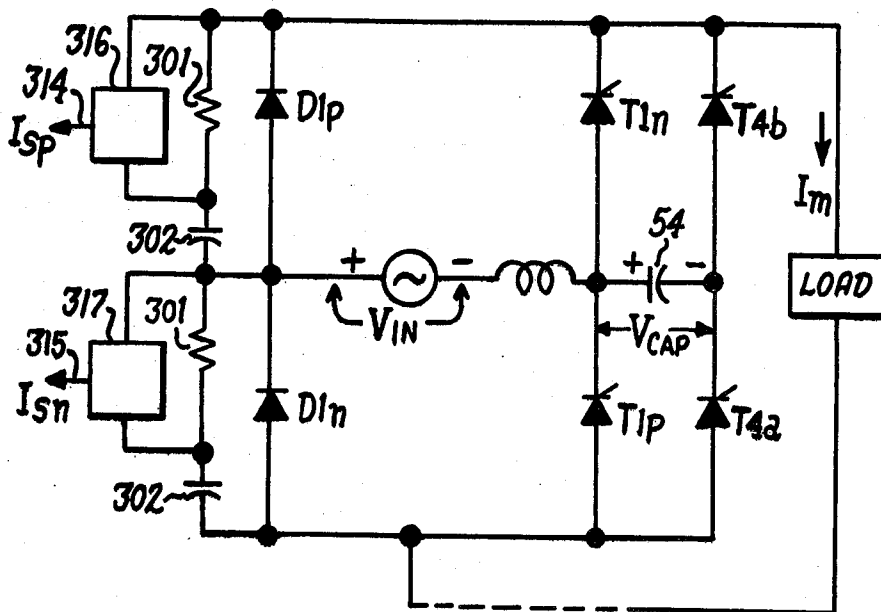 316
301
314
D1p
T1n
T4b
Isp
Im
302
54
+
-
+
-
LOAD
317
301
VIN
VCAP
315
Isn
D1n
T1p
T4a
302